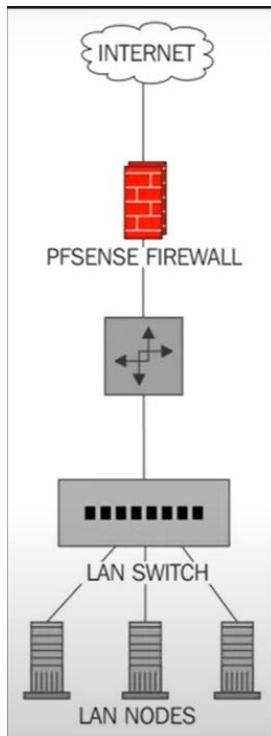 INTERNET
PFSENSE FIREWALL
LAN SWITCH
LAN NODES